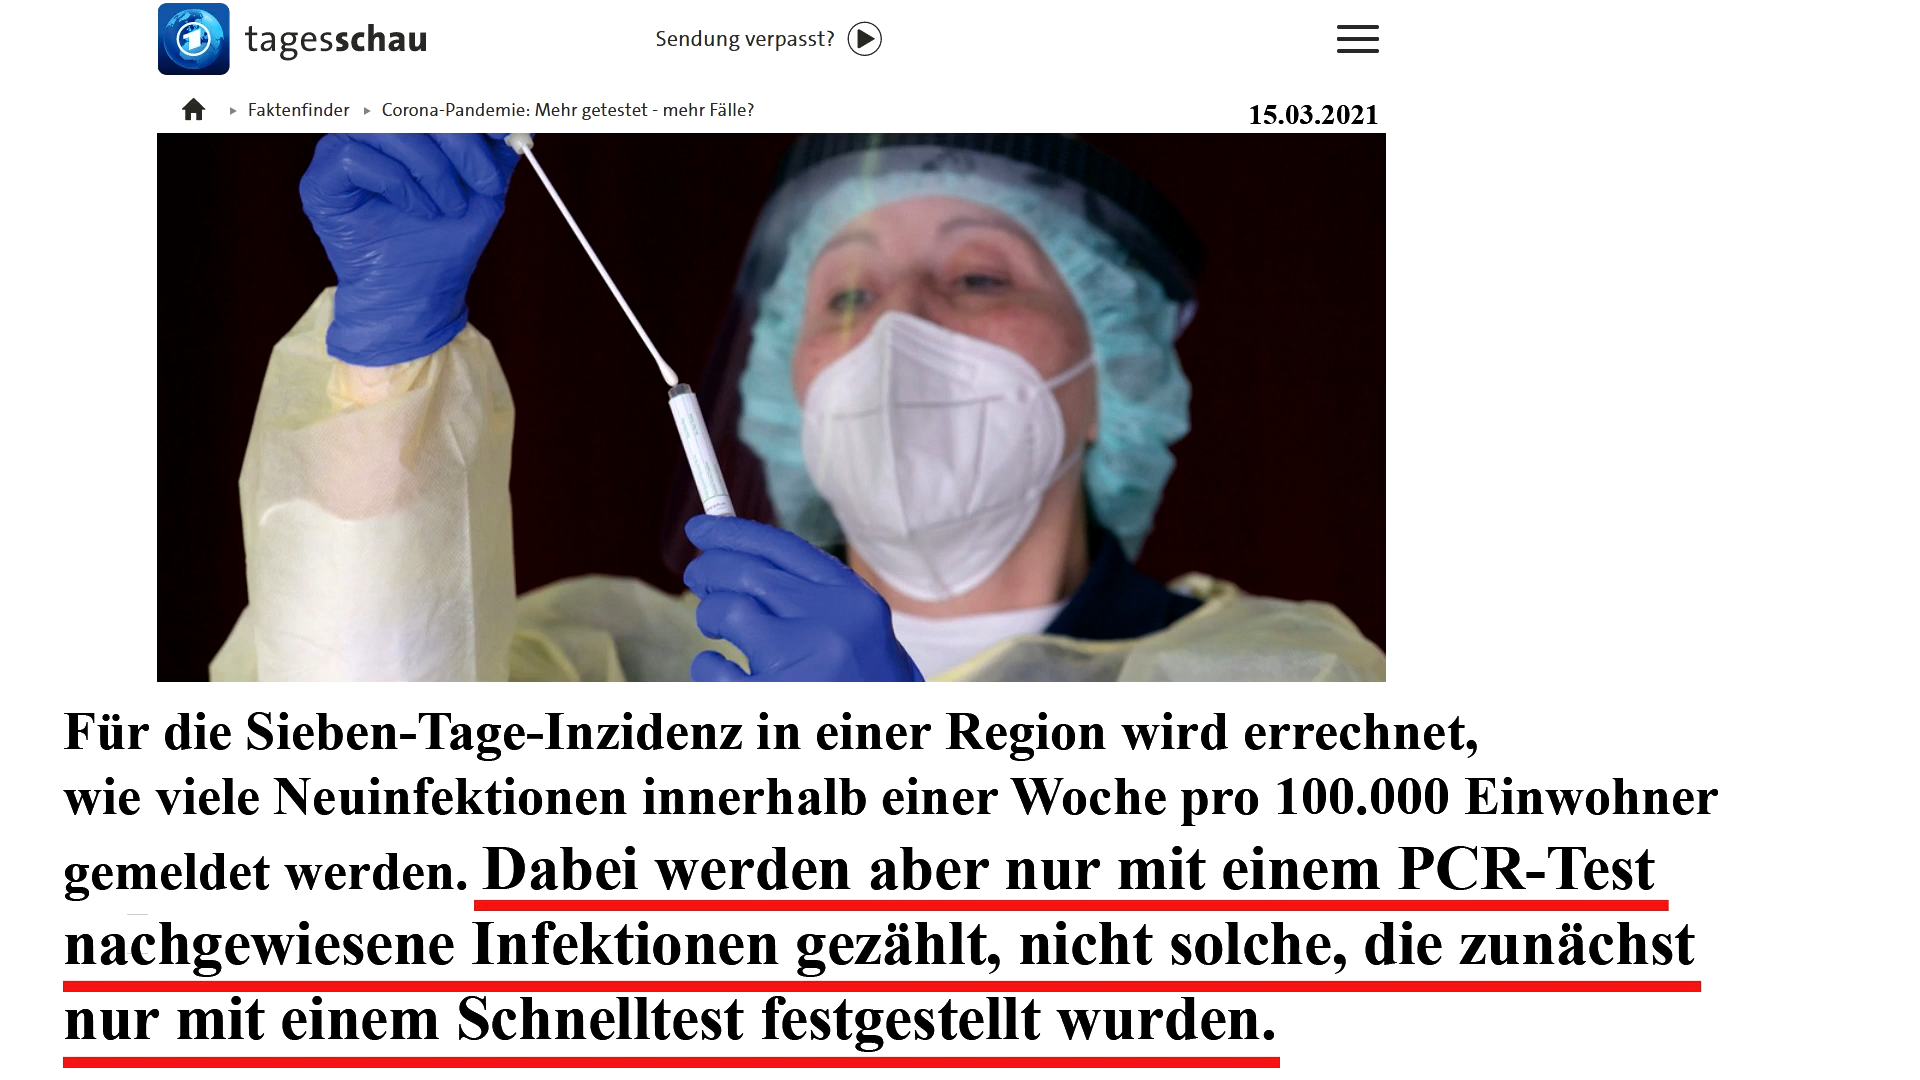 tagesschau
Sendung verpasst?
Faktenfinder
Corona-Pandemie: Mehr getestet - mehr Fälle?
15.03.2021
Für die Sieben-Tage-Inzidenz in einer Region wird errechnet,
wie viele Neuinfektionen innerhalb einer Woche pro 100.000 Einwohner
gemeldet werden. Dabei werden aber nur mit einem PCR-Test
nachgewiesene Infektionen gezählt, nicht solche, die zunächst
nur mit einem Schnelltest festgestellt wurden.